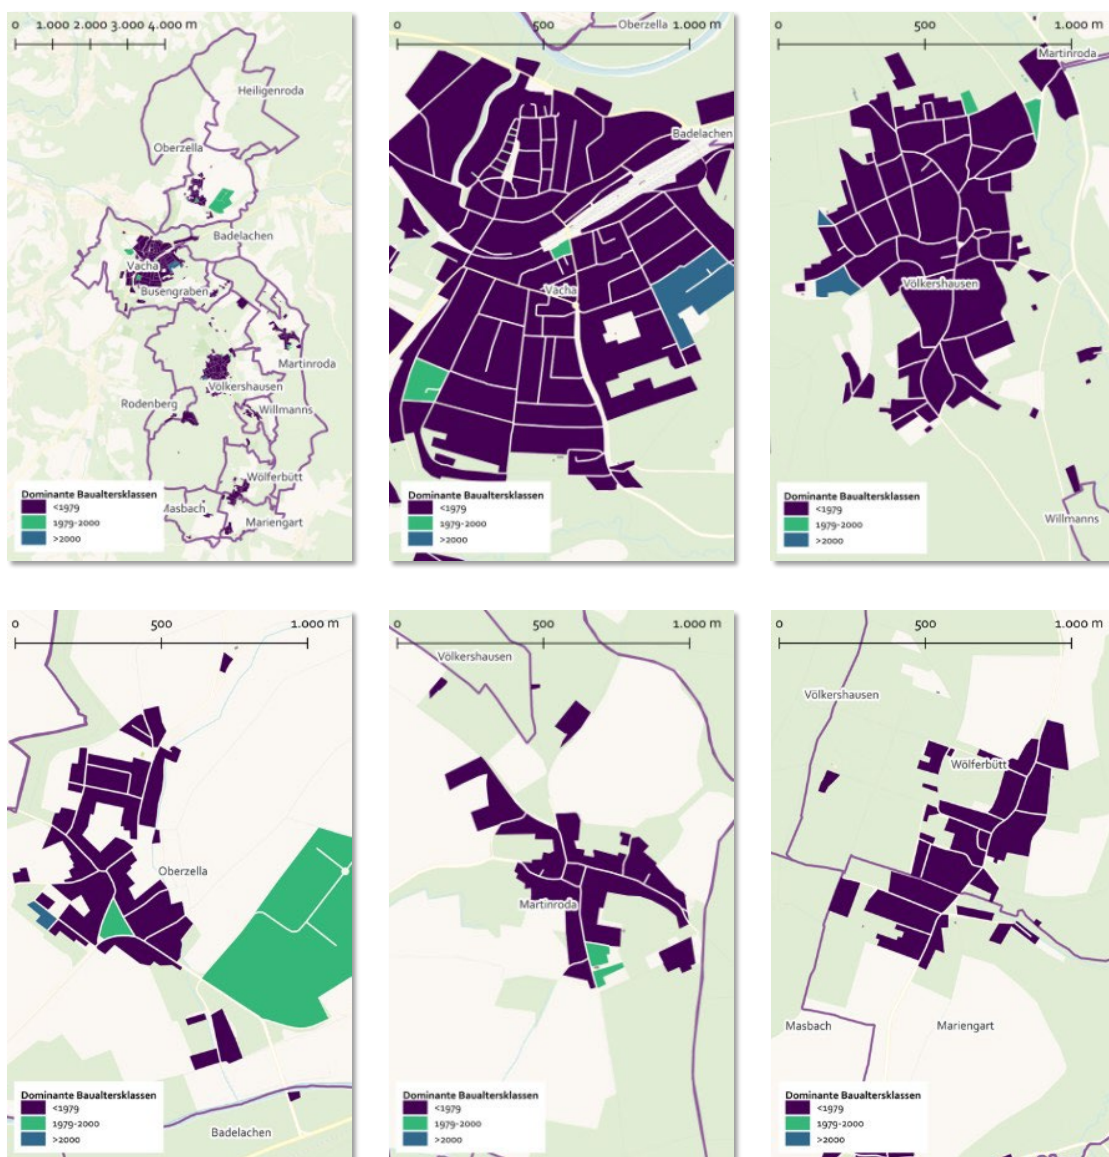 0 1.000 2.000 3.000 4.000 m
Heiligenroda
Oberzella
Badelachen
Vacha
Busengraben
Martinroda
Völkershausen
Rodenberg
Willmanns
Wölferbütt
Masbach
Mariengart
Dominante Baualtersklassen
<1979
1979-2000
>2000
0 500 1.000 m
Oberzella
Badelachen
Vacha
Dominante Baualtersklassen
<1979
1979-2000
>2000
0 500 1.000 m
Martinroda
Völkershausen
Willmanns
Dominante Baualtersklassen
<1979
1979-2000
>2000
0 500 1.000 m
Oberzella
Badelachen
Dominante Baualtersklassen
<1979
1979-2000
>2000
0 500 1.000 m
Völkershausen
Martinroda
Dominante Baualtersklassen
<1979
1979-2000
>2000
0 500 1.000 m
Völkershausen
Wölferbütt
Masbach
Mariengart
Dominante Baualtersklassen
<1979
1979-2000
>2000